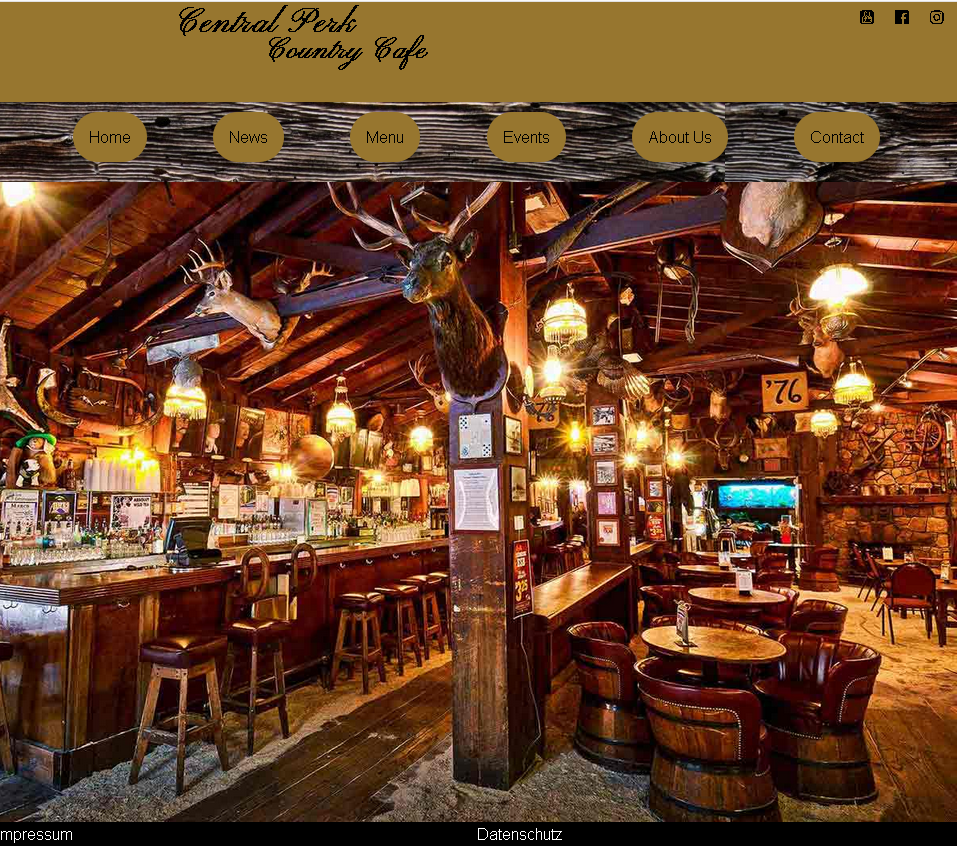 Central Perk
Country Cafe
Home
News
Menu
Events
About Us
Contact
'76
mpressum
Datenschutz